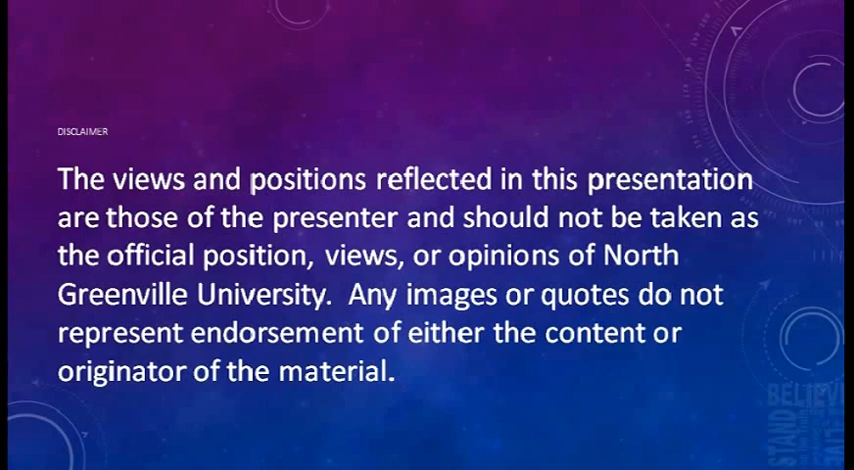 DISCLAIMER
The views and positions reflected in this presentation
are those of the presenter and should not be taken as
the official position, views, or opinions of North
Greenville University.  Any images or quotes do not
represent endorsement of either the content or
originator of the material.
BELIEVE
STAND